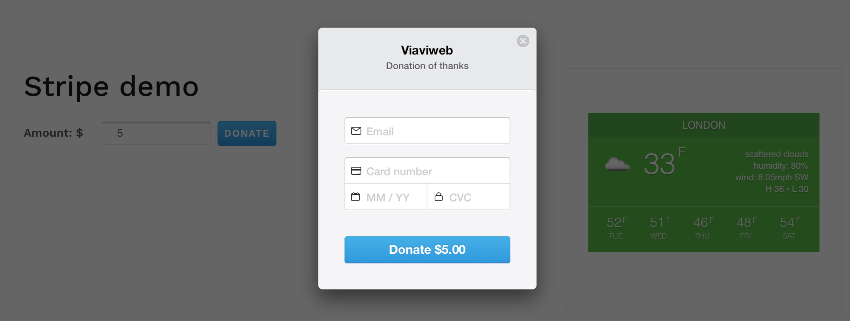 Viaviweb
Donation of thanks
Stripe demo
Amount: $ 5 DONATE
Email
Card number
MM / YY CVC
Donate $5.00
LONDON
33 F
scattered clouds
humidity: 80%
wind: 8.05mph SW
H 36 • L 30
52 F 51 F 46 F 48 F 54 F
TUE WED THU FRI SAT